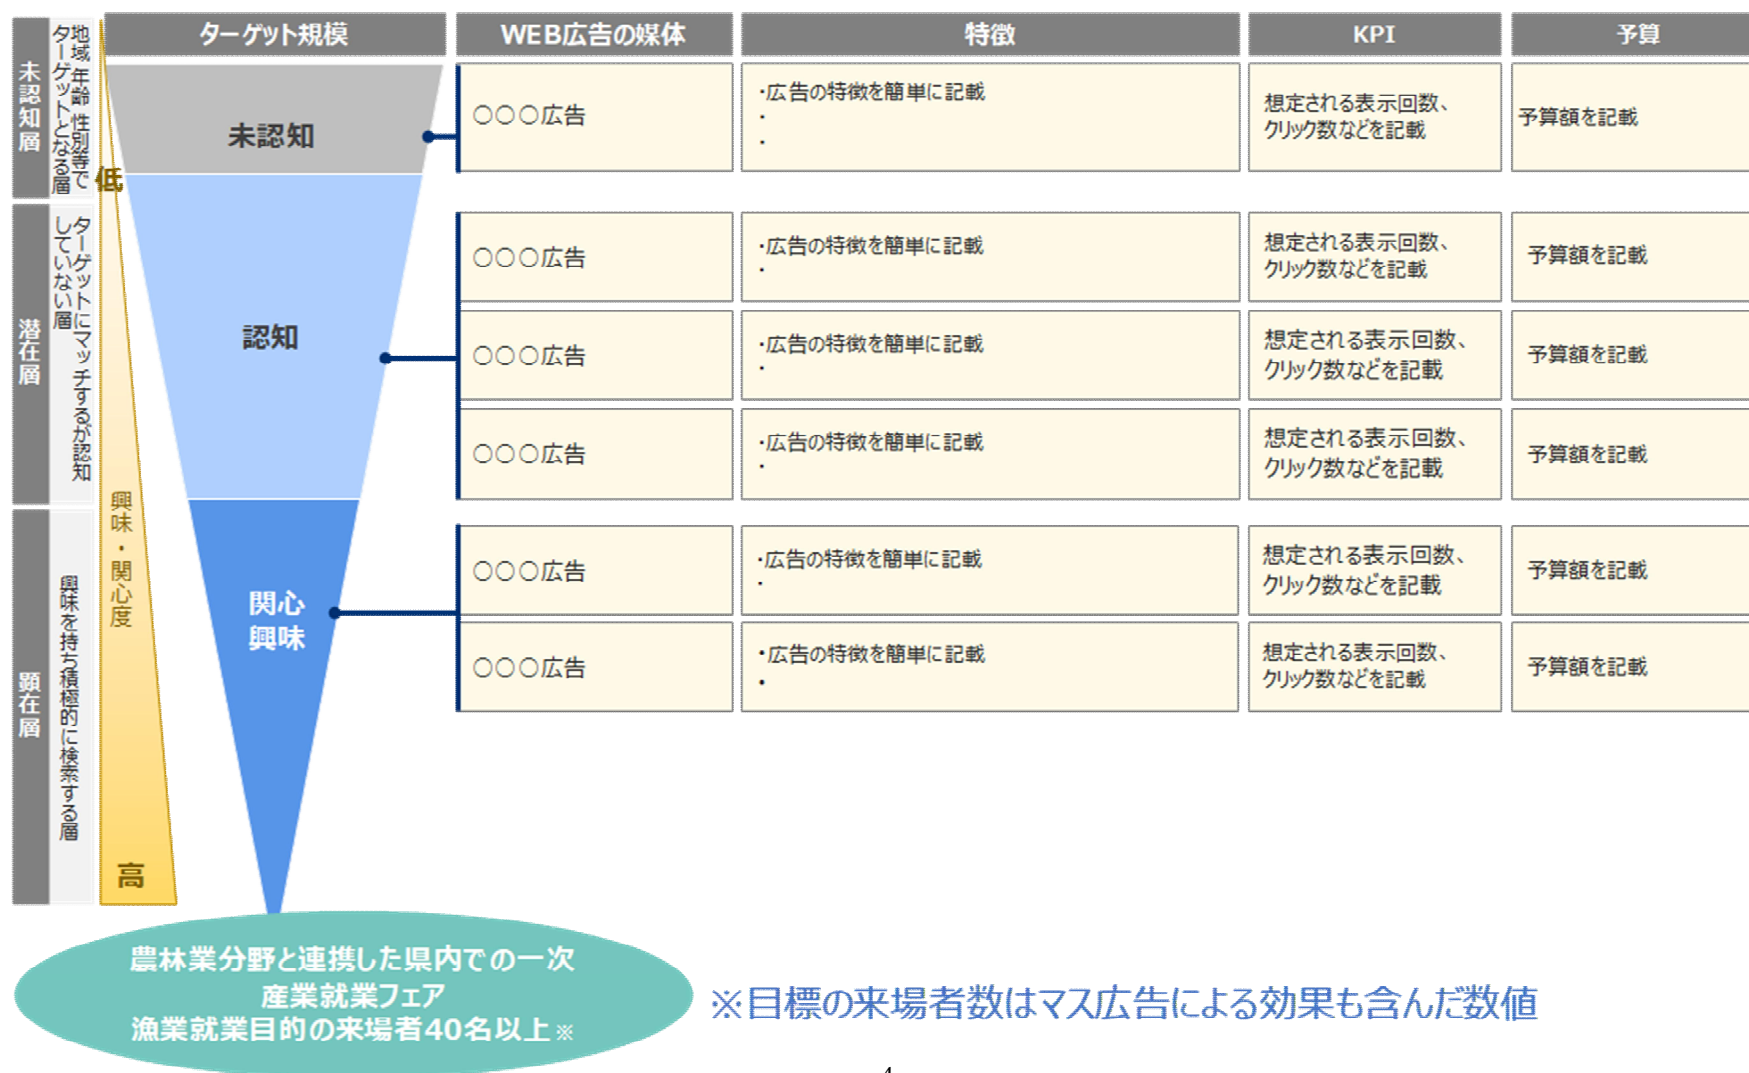 ターゲット規模
WEB広告の媒体
特徴
KPI
予算
未認知層
地域 年齢 性別等で
ターゲットとなる層
低
未認知
○○○広告
・広告の特徴を簡単に記載
・
・
想定される表示回数、
クリック数などを記載
予算額を記載
潜在層
ターゲットにマッチするが認知
していない層
認知
○○○広告
・広告の特徴を簡単に記載
・
想定される表示回数、
クリック数などを記載
予算額を記載
○○○広告
・広告の特徴を簡単に記載
・
想定される表示回数、
クリック数などを記載
予算額を記載
○○○広告
・広告の特徴を簡単に記載
・
想定される表示回数、
クリック数などを記載
予算額を記載
顕在層
興味を持ち積極的に検索する層
興味・関心度
高
関心
興味
○○○広告
・広告の特徴を簡単に記載
・
想定される表示回数、
クリック数などを記載
予算額を記載
○○○広告
・広告の特徴を簡単に記載
・
想定される表示回数、
クリック数などを記載
予算額を記載
農林業分野と連携した県内での一次
産業就業フェア
漁業就業目的の来場者40名以上※
※目標の来場者数はマス広告による効果も含んだ数値
4